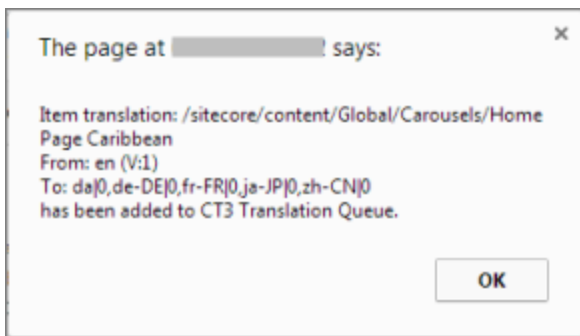 The page at says:
Item translation: /sitecore/content/Global/Carousels/Home
Page Caribbean
From: en (V:1)
To: da|0,de-DE|0,fr-FR|0,ja-JP|0,zh-CN|0
has been added to CT3 Translation Queue.
OK